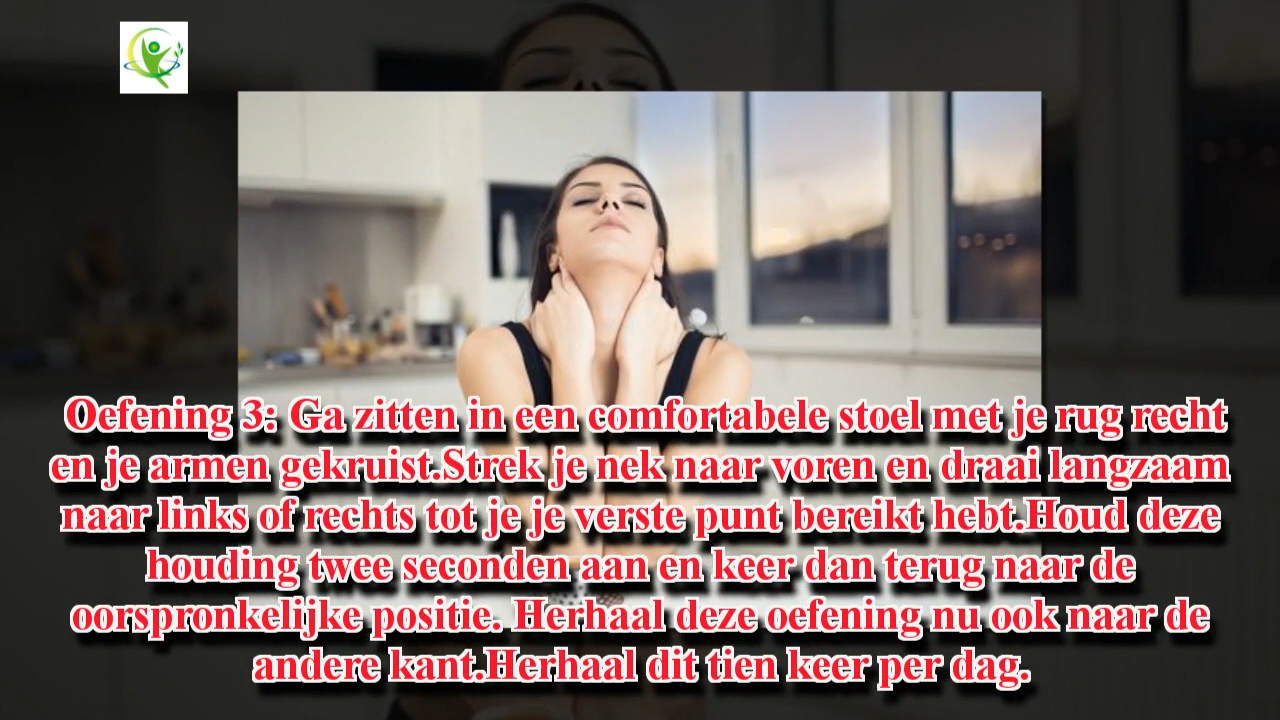 Oefening 3: Ga zitten in een comfortabele stoel met je rug recht
en je armen gekruist.Strek je nek naar voren en draai langzaam
naar links of rechts tot je je verste punt bereikt hebt.Houd deze
houding twee seconden aan en keer dan terug naar de
oorspronkelijke positie. Herhaal deze oefening nu ook naar de
andere kant.Herhaal dit tien keer per dag.